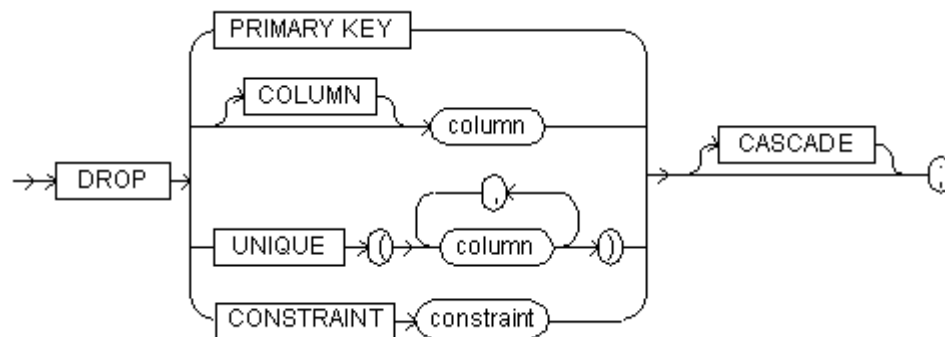 PRIMARY KEY
COLUMN
column
DROP
CASCADE
;
,
UNIQUE ( column )
CONSTRAINT constraint